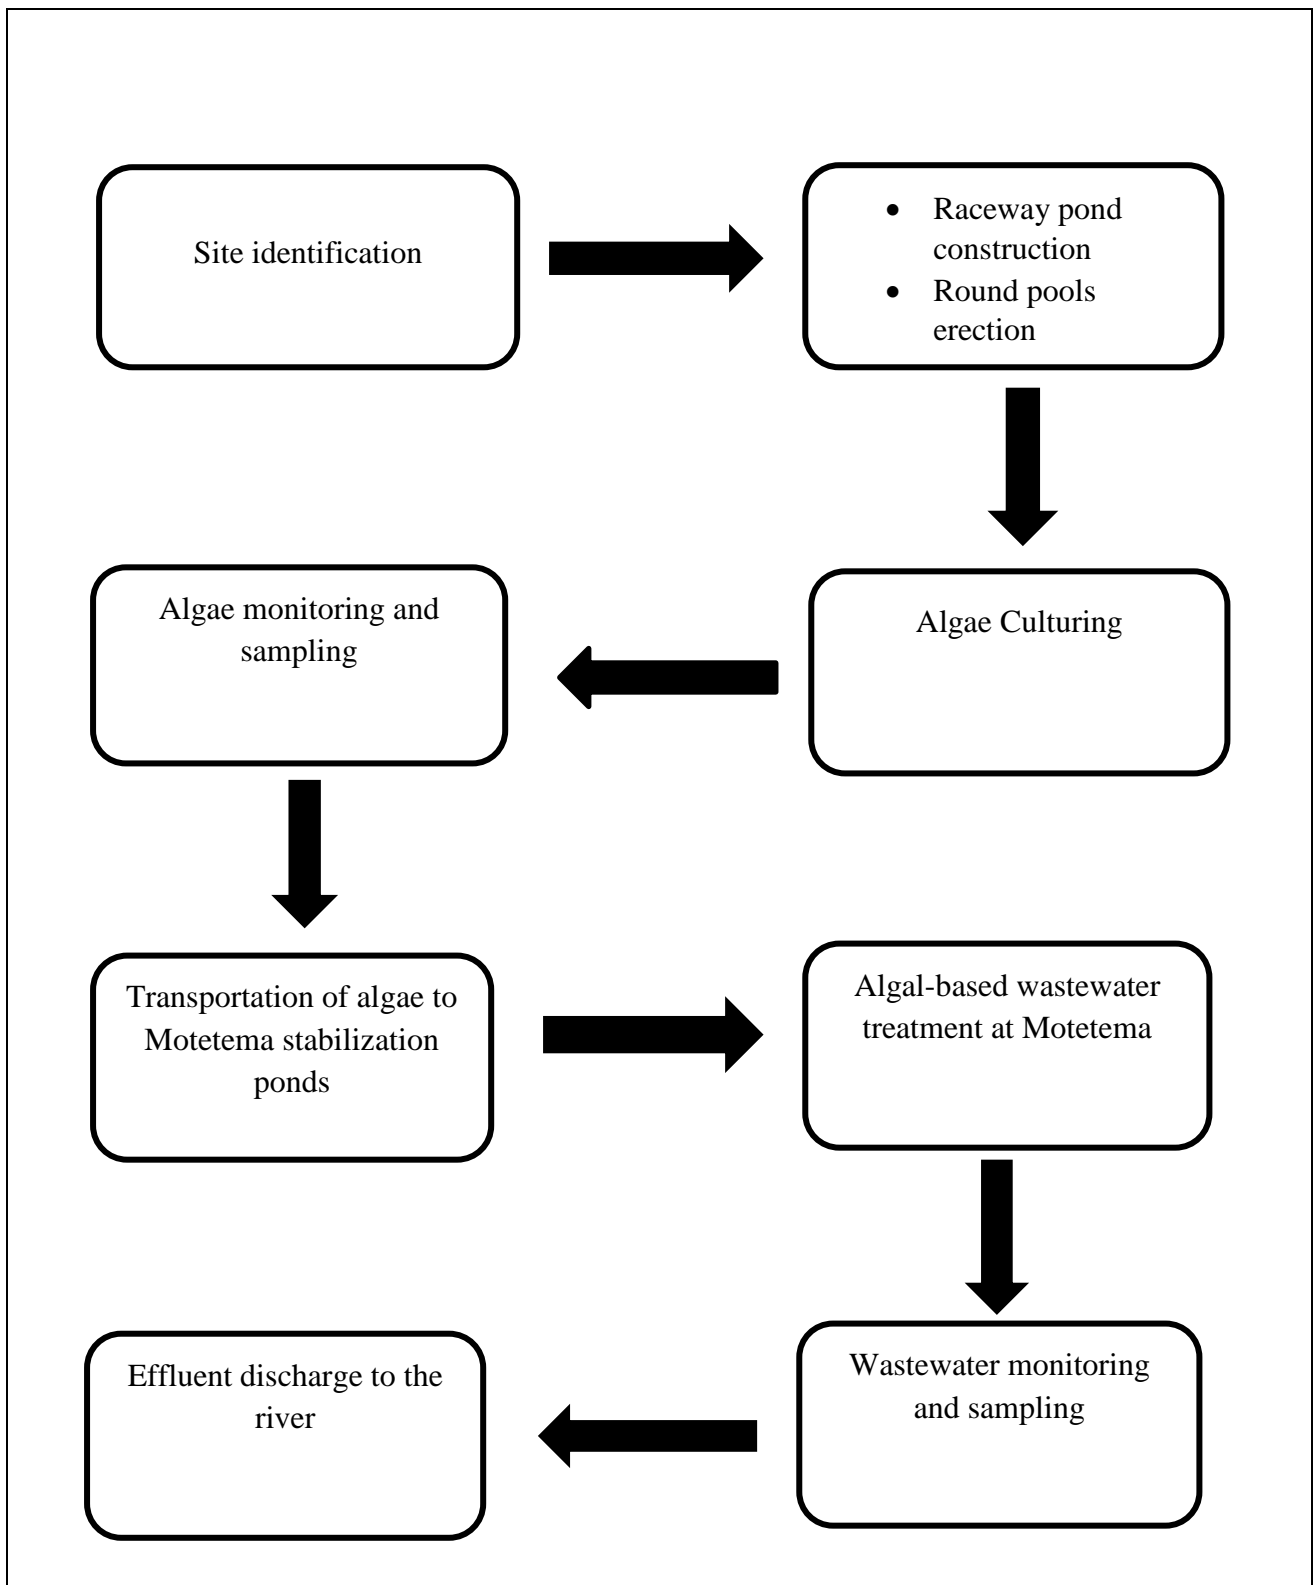 Site identification
• Raceway pond
construction
• Round pools
erection
Algae Culturing
Algae monitoring and
sampling
Transportation of algae to
Motetema stabilization
ponds
Algal-based wastewater
treatment at Motetema
Wastewater monitoring
and sampling
Effluent discharge to the
river